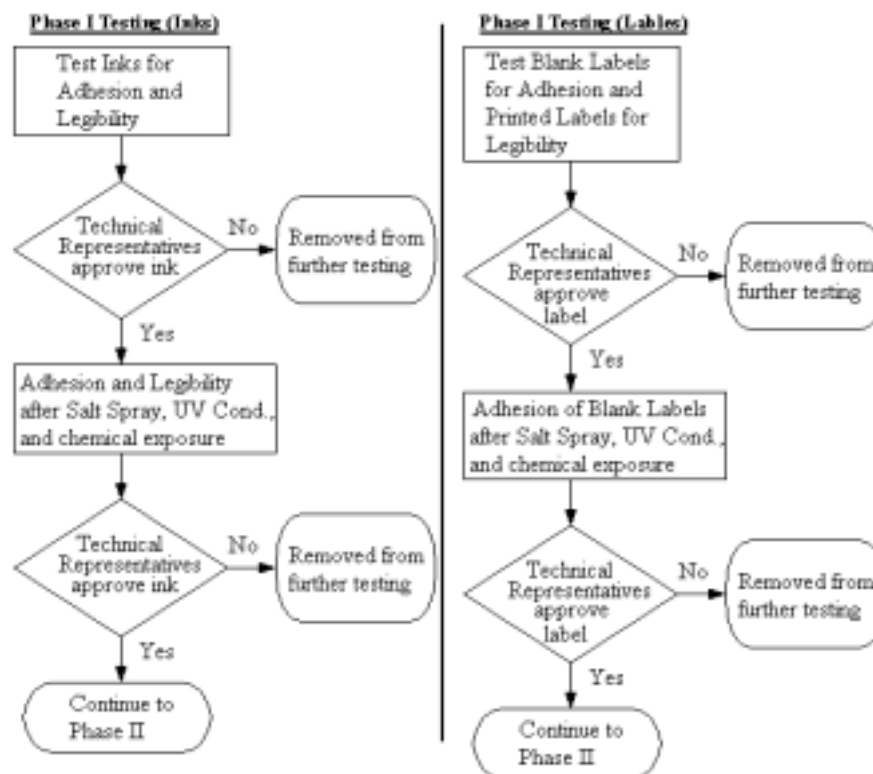 Phase I Testing (Inks)
Test Inks for
Adhesion and
Legibility
Technical
Representatives
approve ink
No
Removed from
further testing
Yes
Adhesion and Legibility
after Salt Spray, UV Cond.,
and chemical exposure
Technical
Representatives
approve ink
No
Removed from
further testing
Yes
Continue to
Phase II
Phase I Testing (Lables)
Test Blank Labels
for Adhesion and
Printed Labels for
Legibility
Technical
Representatives
approve
label
No
Removed from
further testing
Yes
Adhesion of Blank Labels
after Salt Spray, UV Cond.,
and chemical exposure
Technical
Representatives
approve
label
No
Removed from
further testing
Yes
Continue to
Phase II